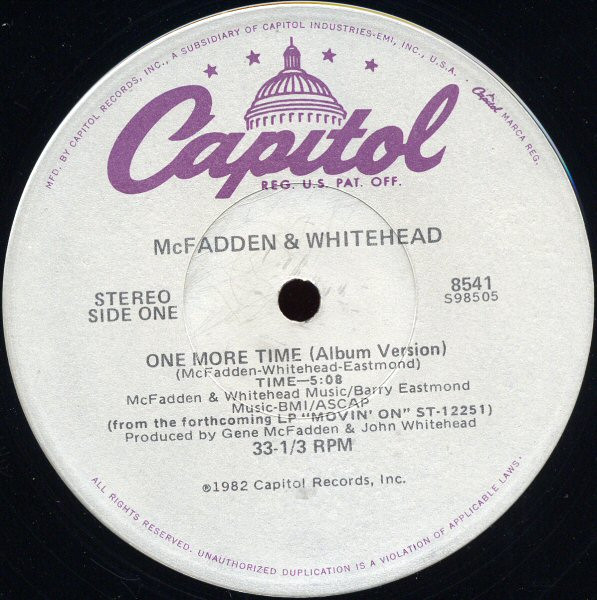 MFD. BY CAPITOL RECORDS, INC., A SUBSIDIARY OF CAPITOL INDUSTRIES-EMI, INC., U.S.A. · Capitol MARCA REG.
Capitol
REG. U.S. PAT. OFF.
McFADDEN & WHITEHEAD
STEREO
SIDE ONE
8541
S98505
ONE MORE TIME (Album Version)
(McFadden-Whitehead-Eastmond)
TIME—5:08
McFadden & Whitehead Music/Barry Eastmond
Music-BMI/ASCAP
(from the forthcoming LP "MOVIN' ON" ST-12251)
Produced by Gene McFadden & John Whitehead
33-1/3 RPM
℗1982 Capitol Records, Inc.
ALL RIGHTS RESERVED. UNAUTHORIZED DUPLICATION IS A VIOLATION OF APPLICABLE LAWS.